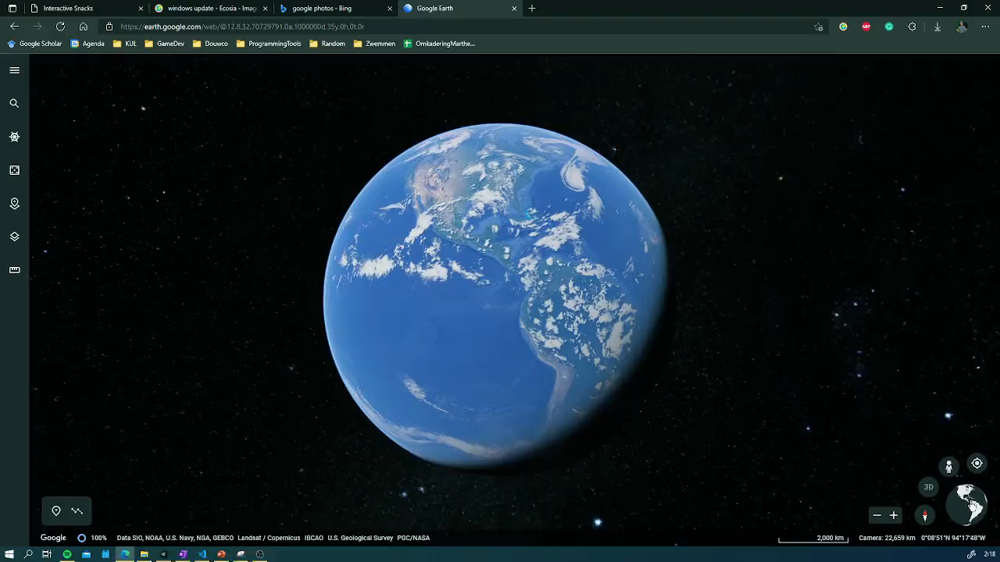 Interactive Snacks
windows update - Ecosia - Imag
google photos - Bing
Google Earth
https://earth.google.com/web/@12.8.32.70729791.0a.1000000d.35y.0h.0t.0r
Google Scholar
Agenda
KUL
GameDev
Douwco
ProgrammingTools
Random
Zwemmen
OmkaderingMarthe...
ABP
3D
Google
100%
Data SIO, NOAA, U.S. Navy, NGA, GEBCO Landsat / Copernicus IBCAO U.S. Geological Survey PGC/NASA
2,000 km
Camera: 22,659 km 0°08'51"N 94°17'48"W
2:18